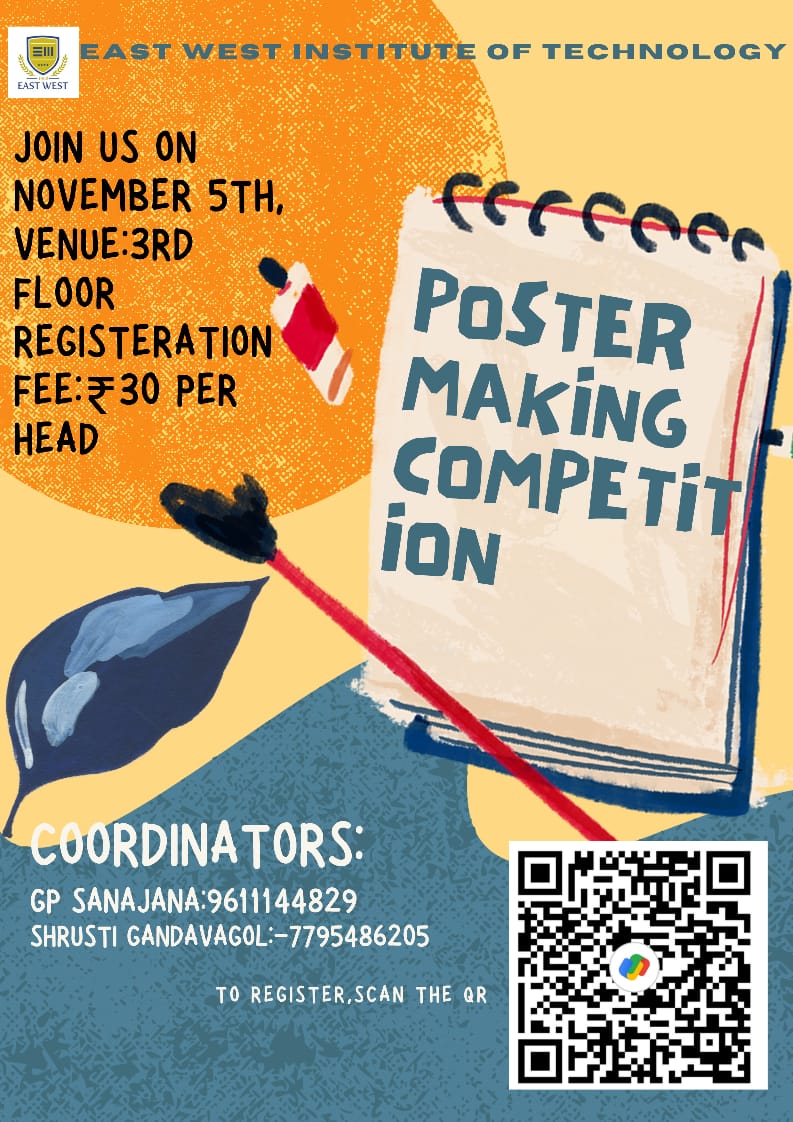 EAST WEST
EAST WEST INSTITUTE OF TECHNOLOGY
JOIN US ON
NOVEMBER 5TH,
VENUE:3RD
FLOOR
REGISTERATION
FEE:₹30 PER
HEAD
POSTER
MAKING
COMPETIT
ION
COORDINATORS:
GP SANAJANA:9611144829
SHRUSTI GANDAVAGOL:-7795486205
TO REGISTER,SCAN THE QR